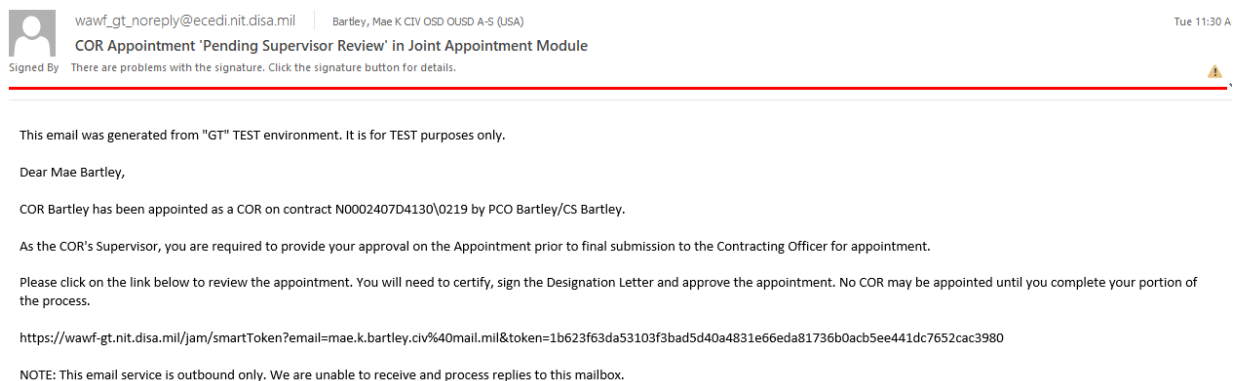 wawf_gt_noreply@ecedi.nit.disa.mil Bartley, Mae K CIV OSD OUSD A-S (USA) Tue 11:30 A
COR Appointment 'Pending Supervisor Review' in Joint Appointment Module
Signed By There are problems with the signature. Click the signature button for details.
This email was generated from "GT" TEST environment. It is for TEST purposes only.
Dear Mae Bartley,
COR Bartley has been appointed as a COR on contract N0002407D4130\0219 by PCO Bartley/CS Bartley.
As the COR's Supervisor, you are required to provide your approval on the Appointment prior to final submission to the Contracting Officer for appointment.
Please click on the link below to review the appointment. You will need to certify, sign the Designation Letter and approve the appointment. No COR may be appointed until you complete your portion of
the process.
https://wawf-gt.nit.disa.mil/jam/smartToken?email=mae.k.bartley.civ%40mail.mil&token=1b623f63da53103f3bad5d40a4831e66eda81736b0acb5ee441dc7652cac3980
NOTE: This email service is outbound only. We are unable to receive and process replies to this mailbox.